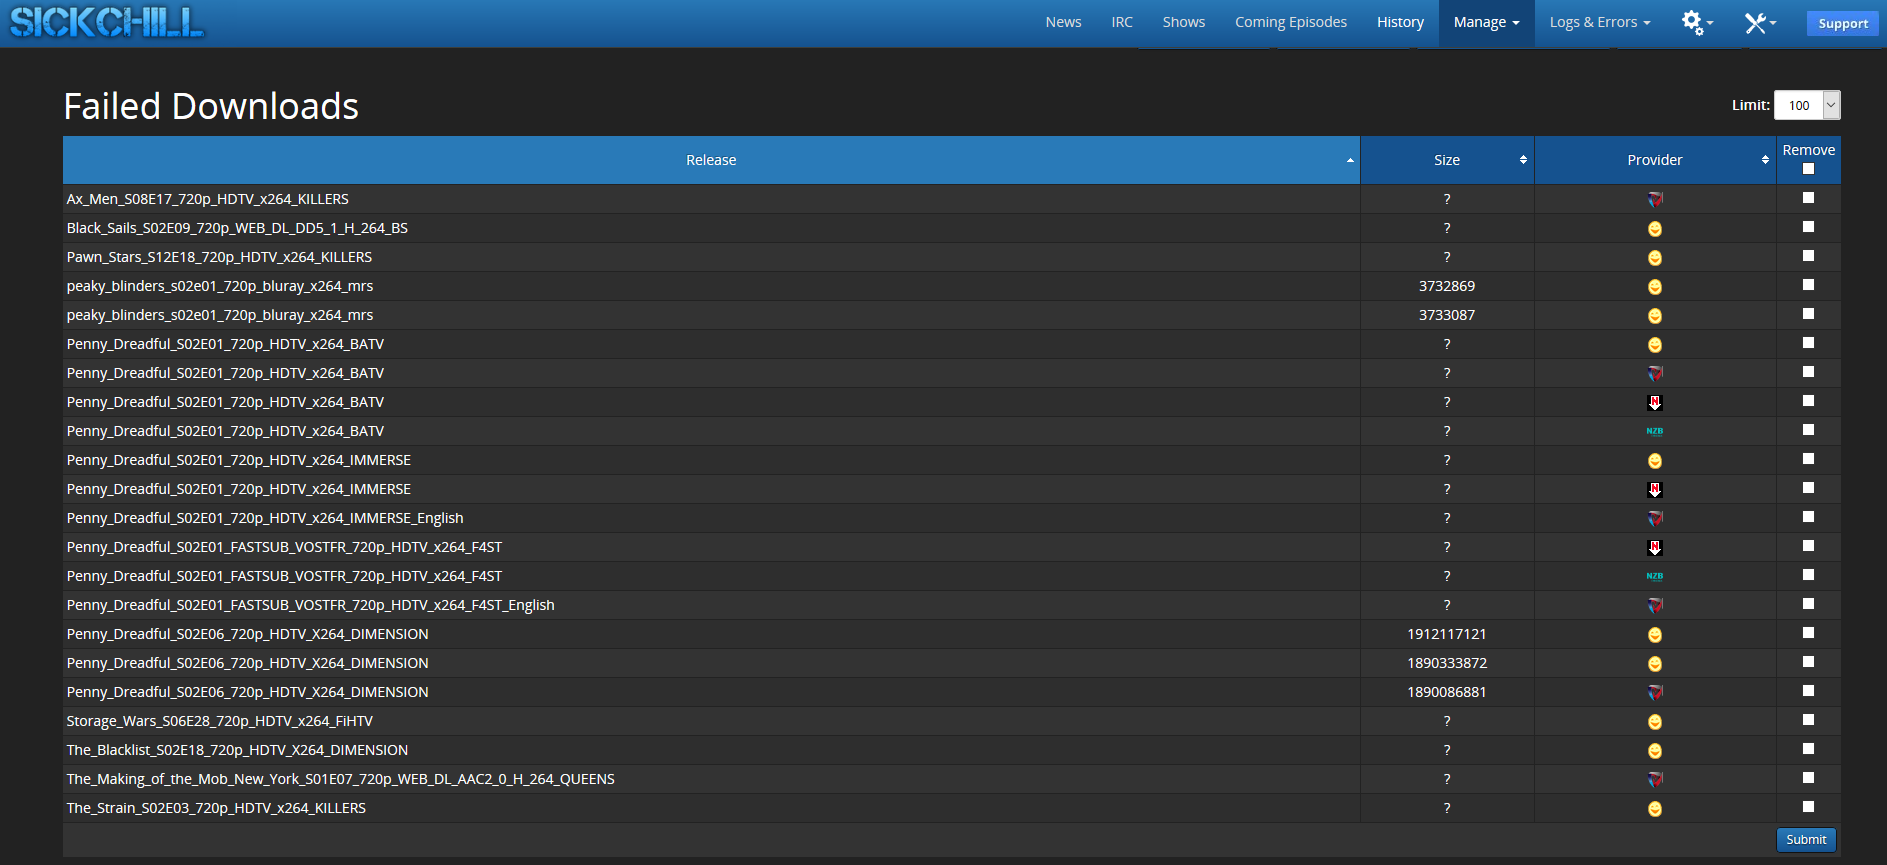 SICKCHILL News IRC Shows Coming Episodes History Manage Logs & Errors Support
Failed Downloads Limit: 100
Release Size Provider Remove
Ax_Men_S08E17_720p_HDTV_x264_KILLERS ?
Black_Sails_S02E09_720p_WEB_DL_DD5_1_H_264_BS ?
Pawn_Stars_S12E18_720p_HDTV_x264_KILLERS ?
peaky_blinders_s02e01_720p_bluray_x264_mrs 3732869
peaky_blinders_s02e01_720p_bluray_x264_mrs 3733087
Penny_Dreadful_S02E01_720p_HDTV_x264_BATV ?
Penny_Dreadful_S02E01_720p_HDTV_x264_BATV ?
Penny_Dreadful_S02E01_720p_HDTV_x264_BATV ? N
Penny_Dreadful_S02E01_720p_HDTV_x264_BATV ? NZB
Penny_Dreadful_S02E01_720p_HDTV_x264_IMMERSE ?
Penny_Dreadful_S02E01_720p_HDTV_x264_IMMERSE ? N
Penny_Dreadful_S02E01_720p_HDTV_x264_IMMERSE_English ?
Penny_Dreadful_S02E01_FASTSUB_VOSTFR_720p_HDTV_x264_F4ST ? N
Penny_Dreadful_S02E01_FASTSUB_VOSTFR_720p_HDTV_x264_F4ST ? NZB
Penny_Dreadful_S02E01_FASTSUB_VOSTFR_720p_HDTV_x264_F4ST_English ?
Penny_Dreadful_S02E06_720p_HDTV_X264_DIMENSION 1912117121
Penny_Dreadful_S02E06_720p_HDTV_X264_DIMENSION 1890333872
Penny_Dreadful_S02E06_720p_HDTV_X264_DIMENSION 1890086881
Storage_Wars_S06E28_720p_HDTV_x264_FiHTV ?
The_Blacklist_S02E18_720p_HDTV_X264_DIMENSION ?
The_Making_of_the_Mob_New_York_S01E07_720p_WEB_DL_AAC2_0_H_264_QUEENS ?
The_Strain_S02E03_720p_HDTV_x264_KILLERS ?
Submit